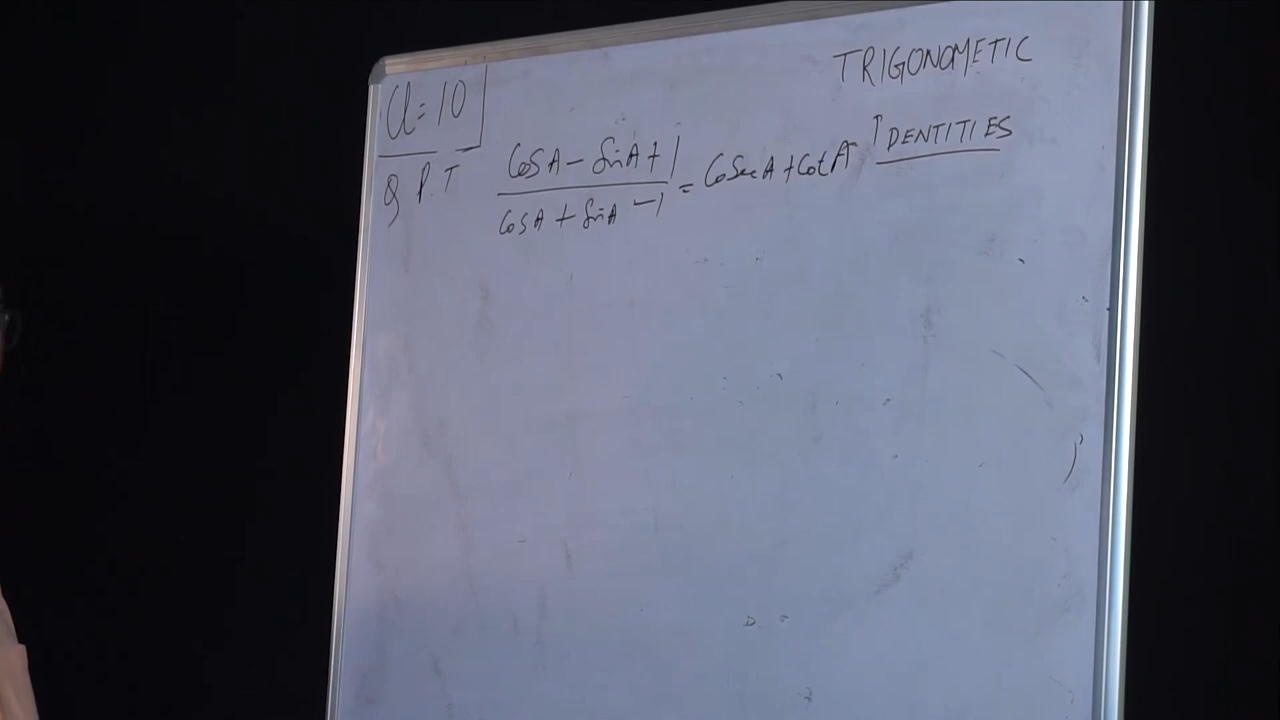 Cl=10
TRIGONOMETIC
IDENTITIES
Q P.T CosA - SinA + 1 / CosA + SinA - 1 = CoSecA + CotA